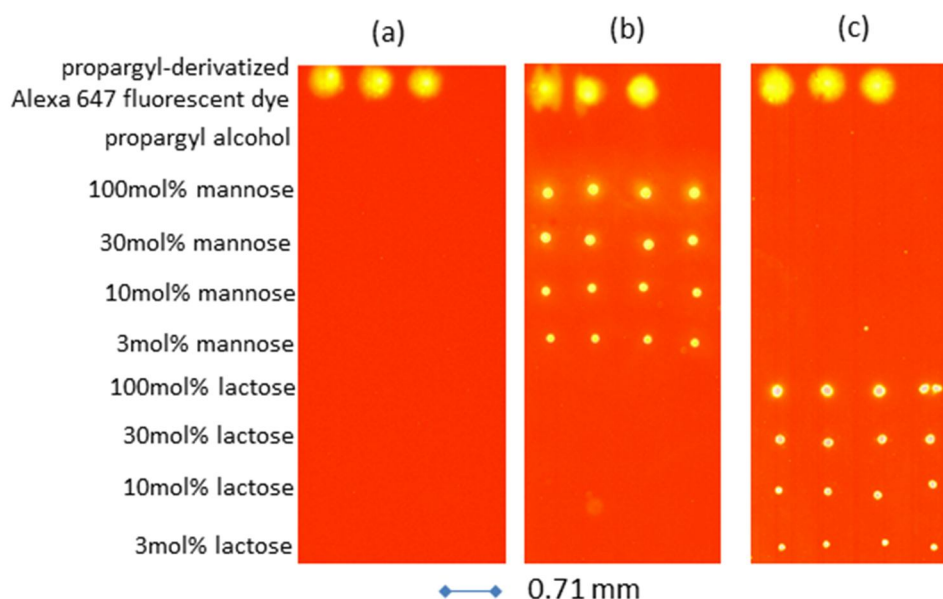 (a) (b) (c)
propargyl-derivatized
Alexa 647 fluorescent dye
propargyl alcohol
100mol% mannose
30mol% mannose
10mol% mannose
3mol% mannose
100mol% lactose
30mol% lactose
10mol% lactose
3mol% lactose
0.71 mm